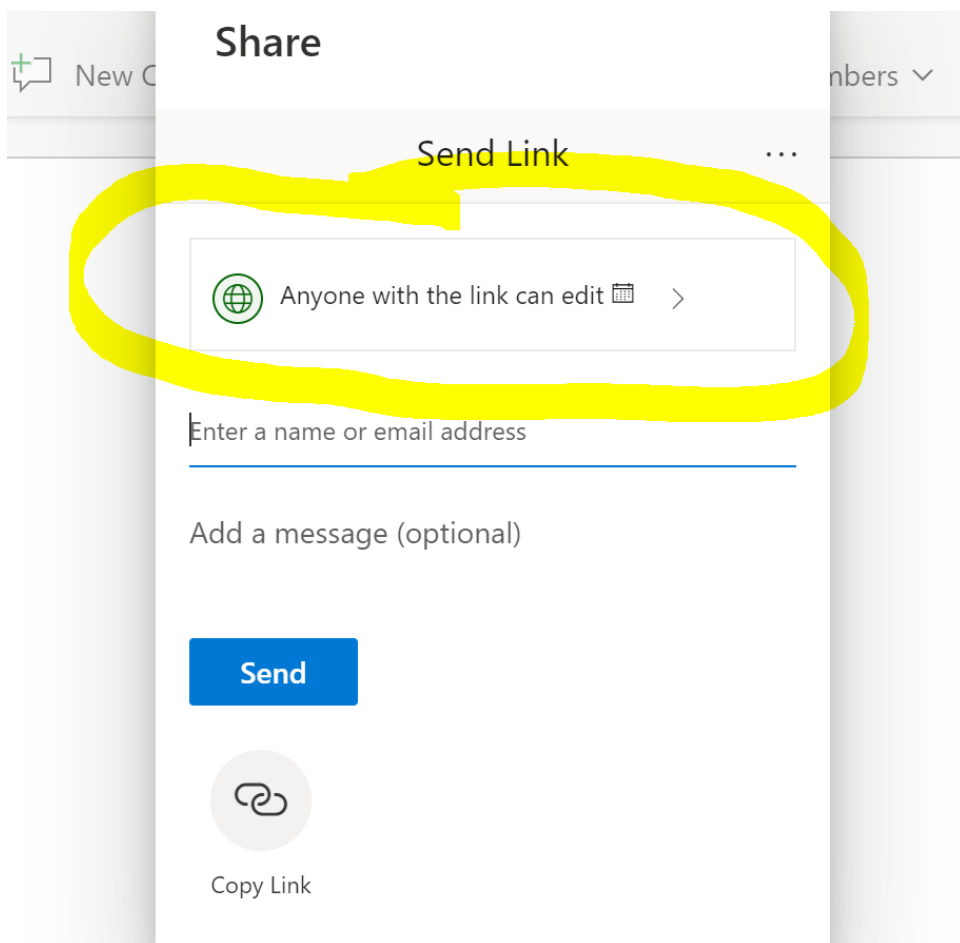 Share
New
Send Link
Anyone with the link can edit
Enter a name or email address
Add a message (optional)
Send
Copy Link